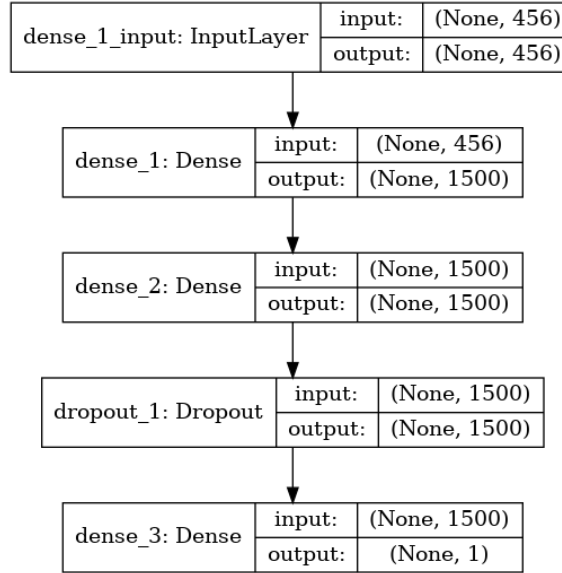 dense_1_input: InputLayer
input: (None, 456)
output: (None, 456)
dense_1: Dense
input: (None, 456)
output: (None, 1500)
dense_2: Dense
input: (None, 1500)
output: (None, 1500)
dropout_1: Dropout
input: (None, 1500)
output: (None, 1500)
dense_3: Dense
input: (None, 1500)
output: (None, 1)